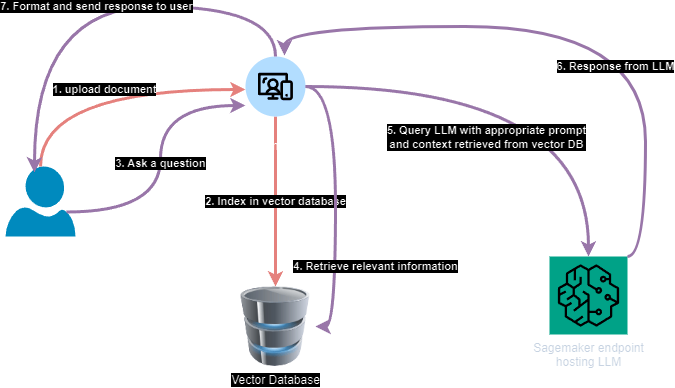 7. Format and send response to user
6. Response from LLM
1. upload document
5. Query LLM with appropriate prompt
and context retrieved from vector DB
3. Ask a question
2. Index in vector database
4. Retrieve relevant information
Sagemaker endpoint
hosting LLM
Vector Database